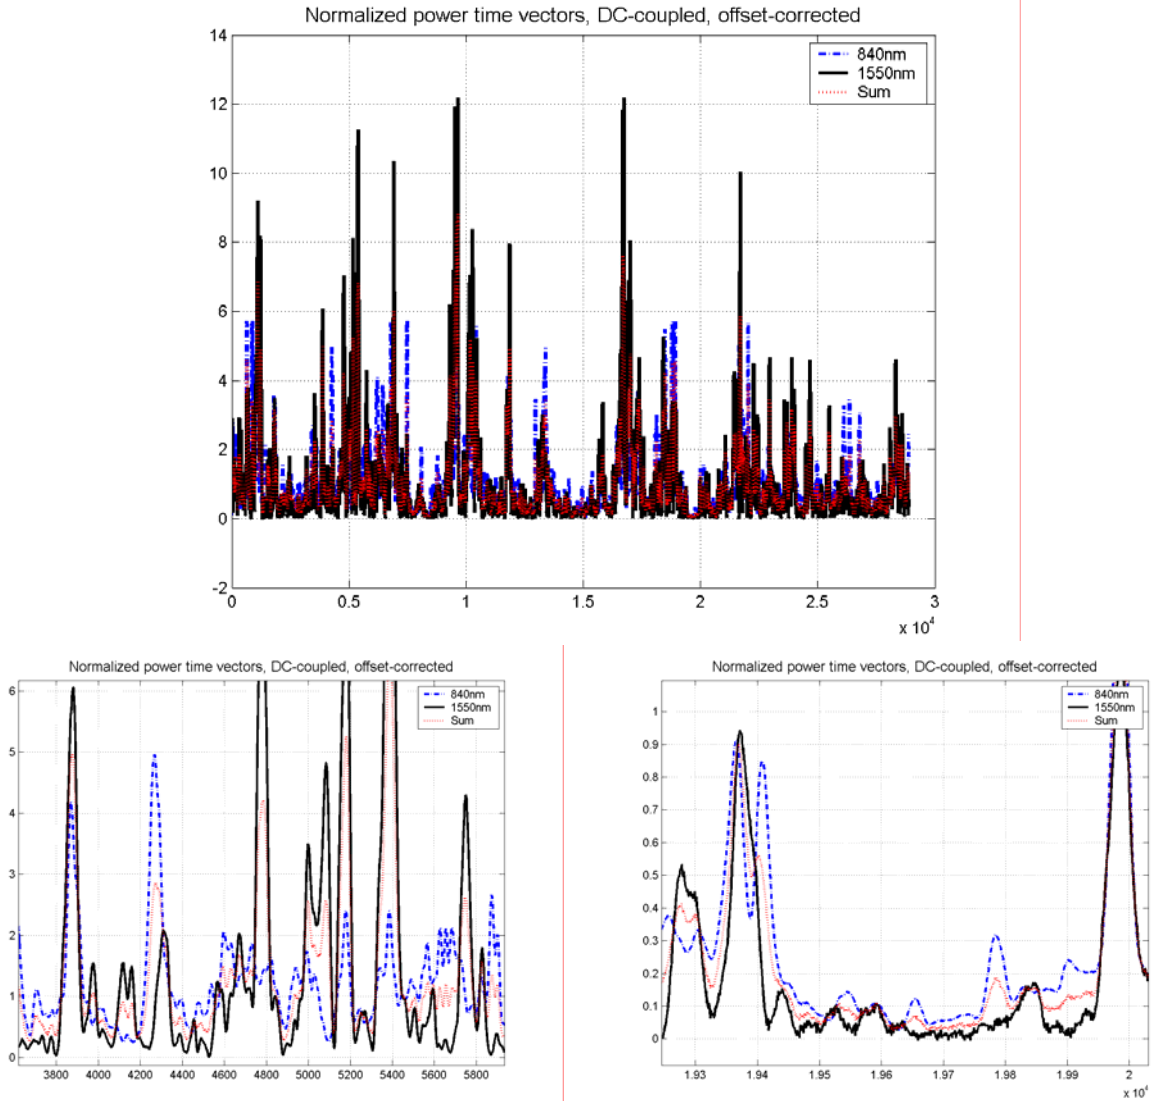 Normalized power time vectors, DC-coupled, offset-corrected
14
12
10
8
6
4
2
0
-2
840nm
1550nm
Sum
0 0.5 1 1.5 2 2.5 3
x 10^4
Normalized power time vectors, DC-coupled, offset-corrected
6
5
4
3
2
1
0
840nm
1550nm
Sum
3800 4000 4200 4400 4600 4800 5000 5200 5400 5600 5800
Normalized power time vectors, DC-coupled, offset-corrected
1
0.9
0.8
0.7
0.6
0.5
0.4
0.3
0.2
0.1
0
840nm
1550nm
Sum
1.93 1.94 1.95 1.96 1.97 1.98 1.99 2 2.01
x 10^4